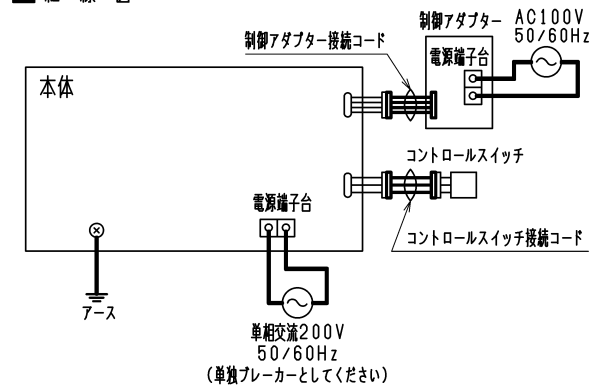 制御アダプター
AC100V
50/60Hz
制御アダプター接続コード
電源端子台
本体
コントロールスイッチ
電源端子台
コントロールスイッチ接続コード
アース
単相交流200V
50/60Hz
(単独ブレーカーとしてください)